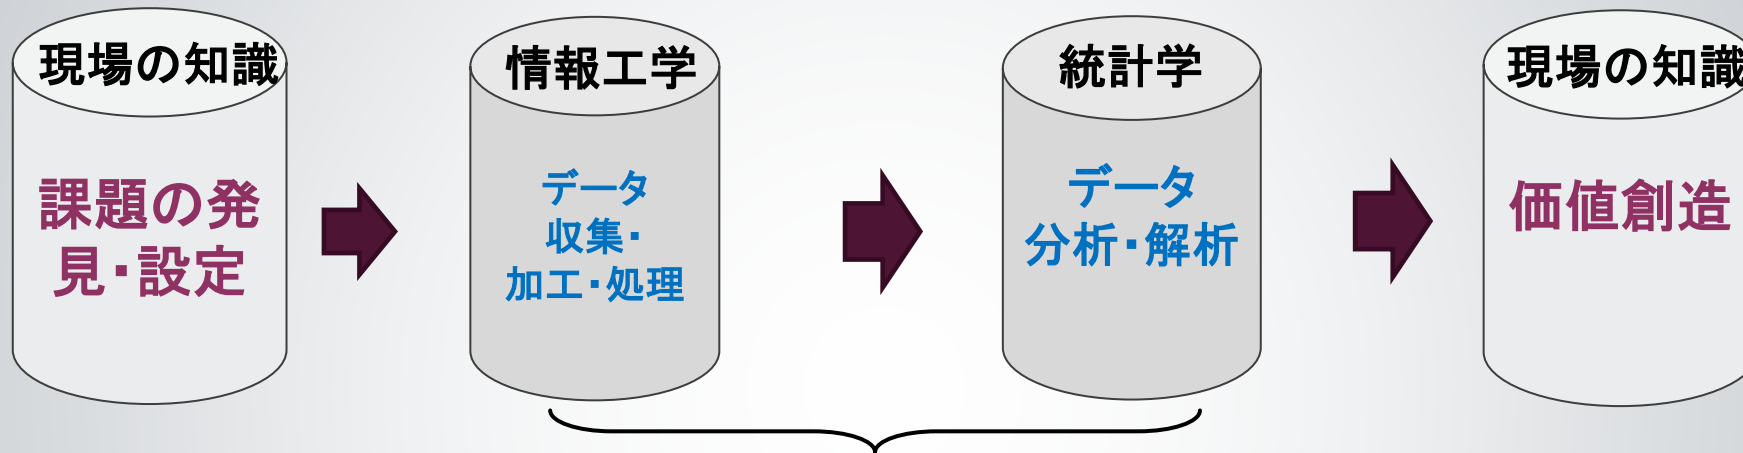 現場の知識
課題の発
見・設定
情報工学
データ
収集・
加工・処理
統計学
データ
分析・解析
現場の知識
価値創造